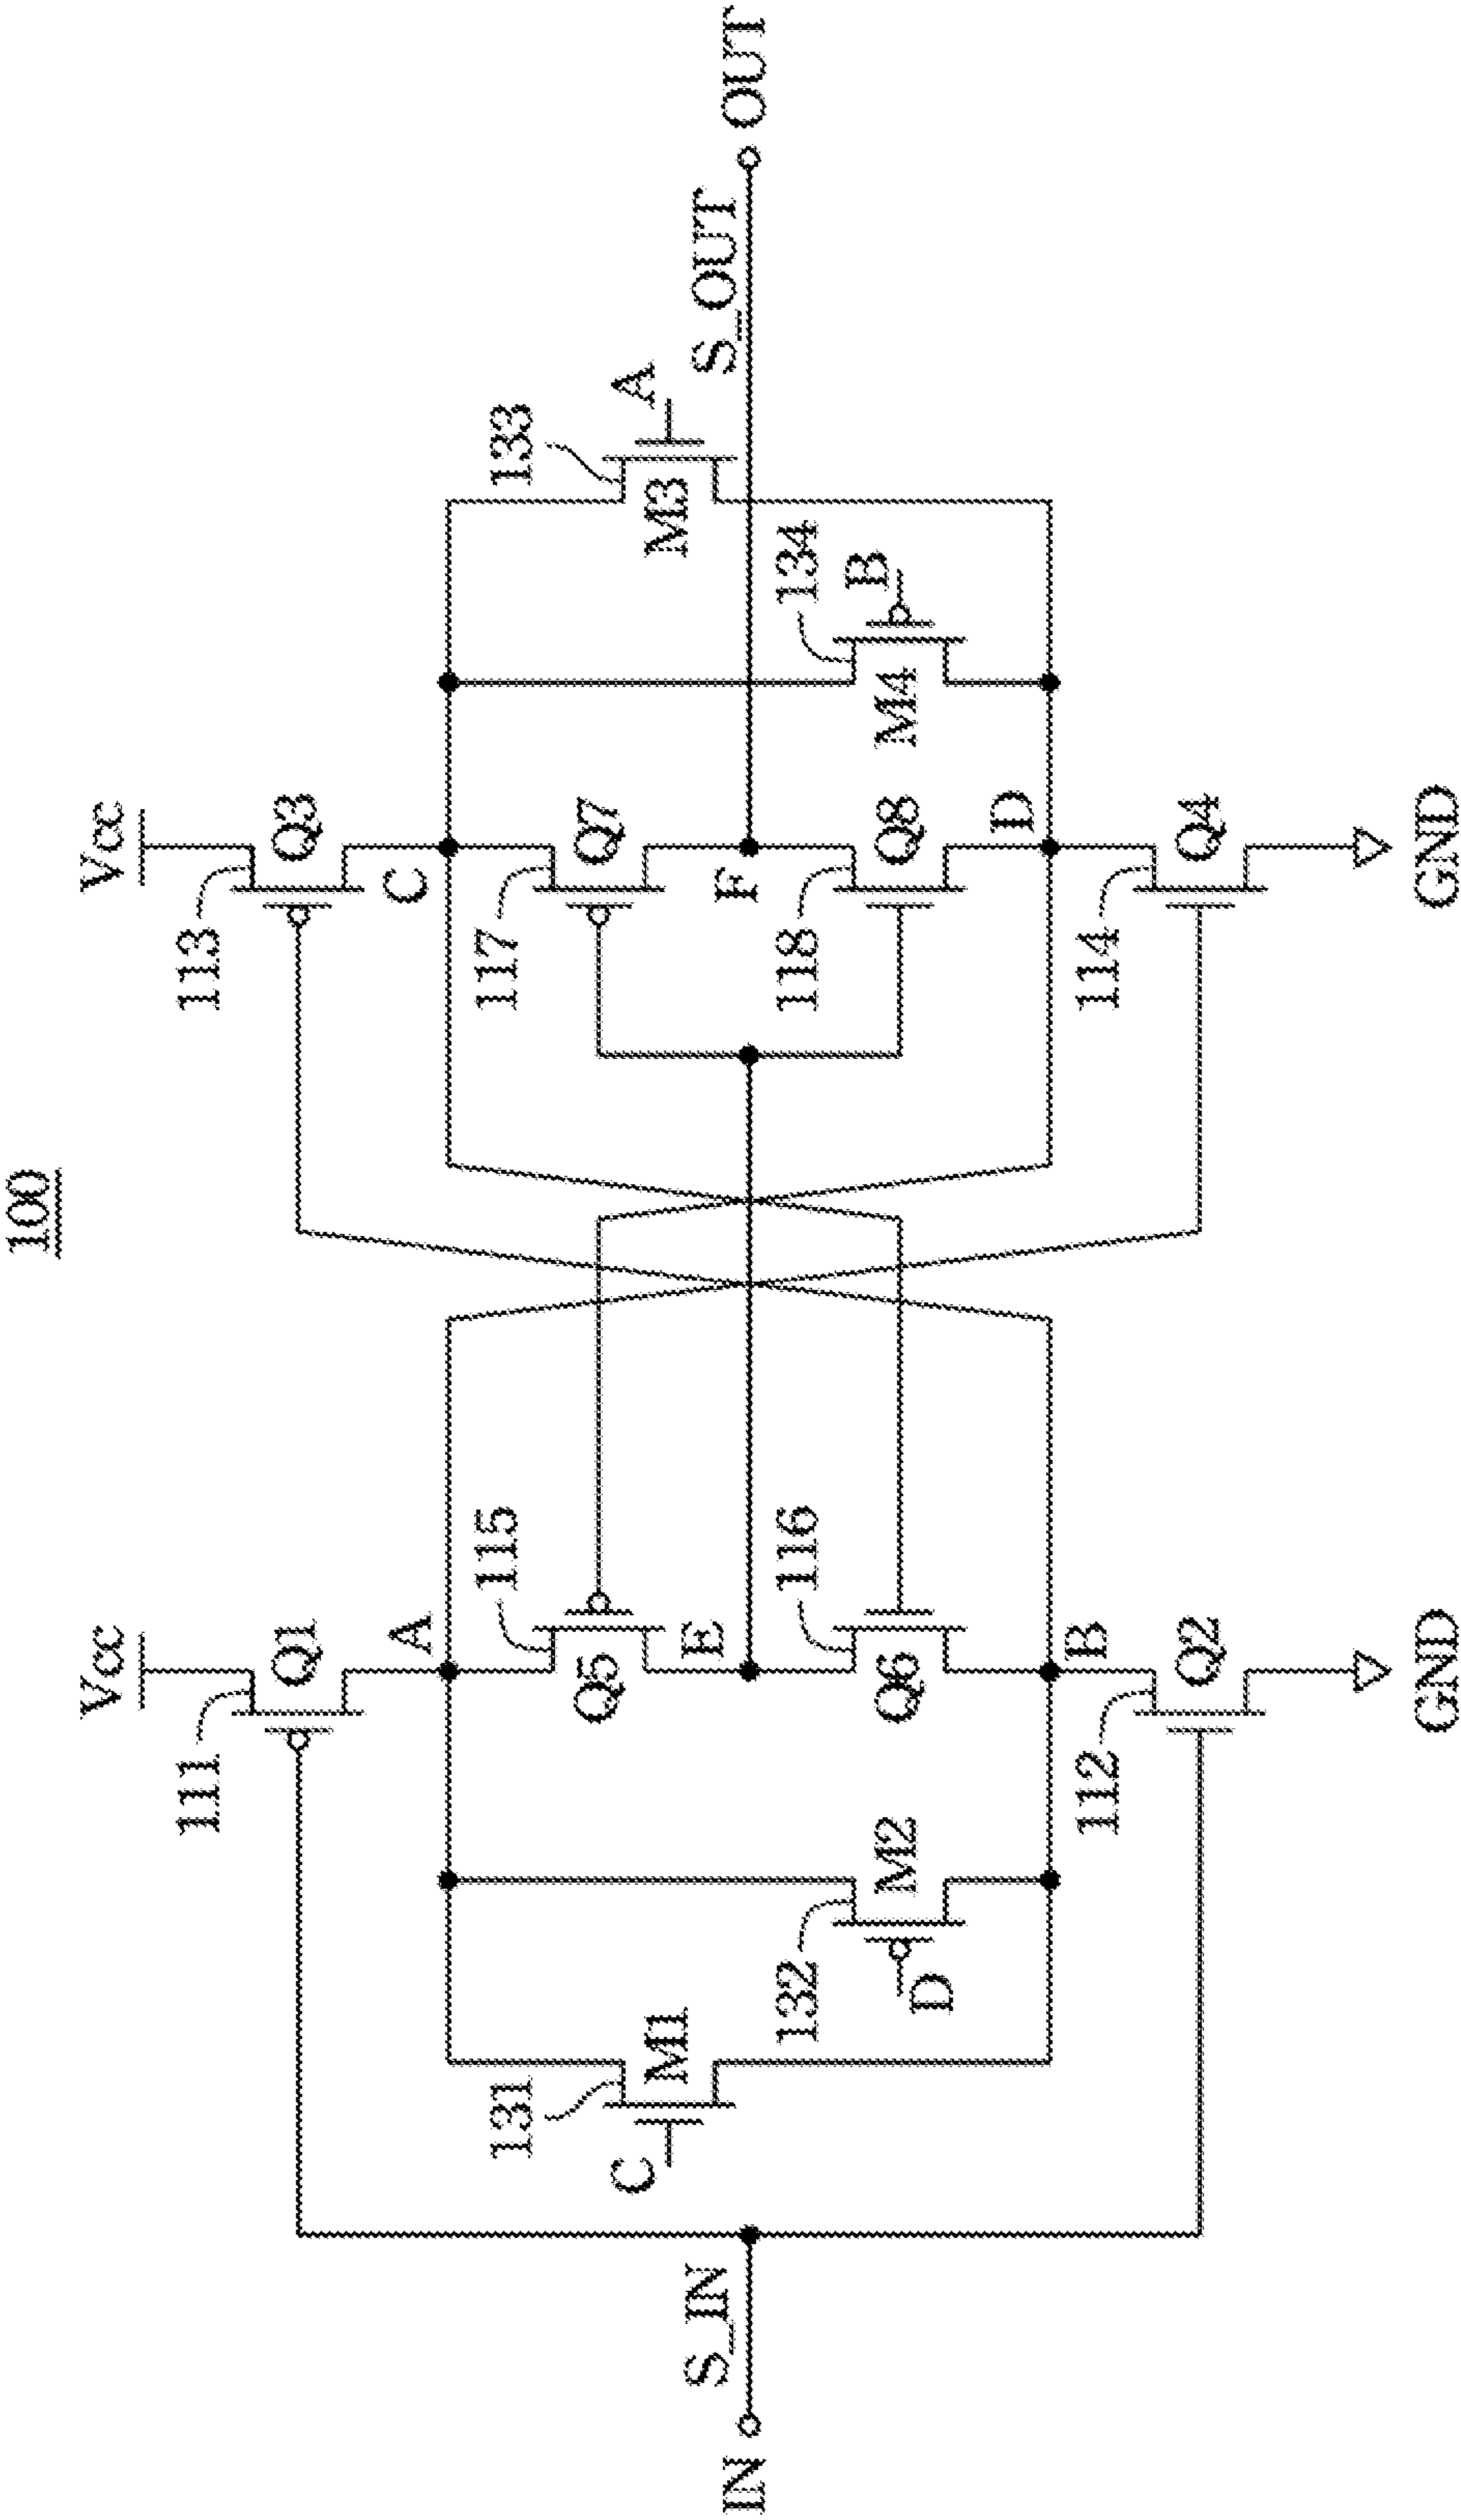 100
Vcc
Vcc
111
Q1
113
Q3
A
C
131
M1
C
115
Q5
117
Q7
133
M3
A
IN
S_IN
E
F
S_OUT
OUT
132
M2
D
116
Q6
118
Q8
134
M4
B
B
D
112
Q2
114
Q4
GND
GND